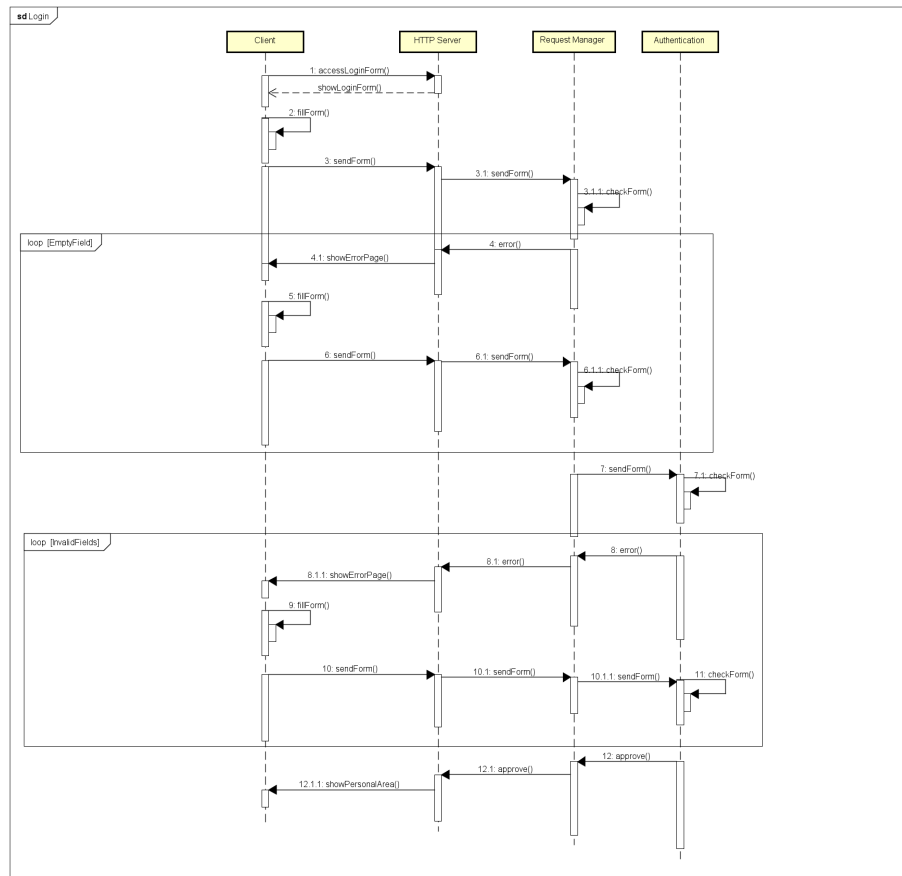 sd Login
Client
HTTP Server
Request Manager
Authentication
1: accessLoginForm()
showLoginForm()
2: fillForm()
3: sendForm()
3.1: sendForm()
3.1.1: checkForm()
loop [EmptyField]
4: error()
4.1: showErrorPage()
5: fillForm()
6: sendForm()
6.1: sendForm()
6.1.1: checkForm()
7: sendForm()
7.1: checkForm()
loop [InvalidFields]
8: error()
8.1: error()
8.1.1: showErrorPage()
9: fillForm()
10: sendForm()
10.1: sendForm()
10.1.1: sendForm()
11: checkForm()
12: approve()
12.1: approve()
12.1.1: showPersonalArea()